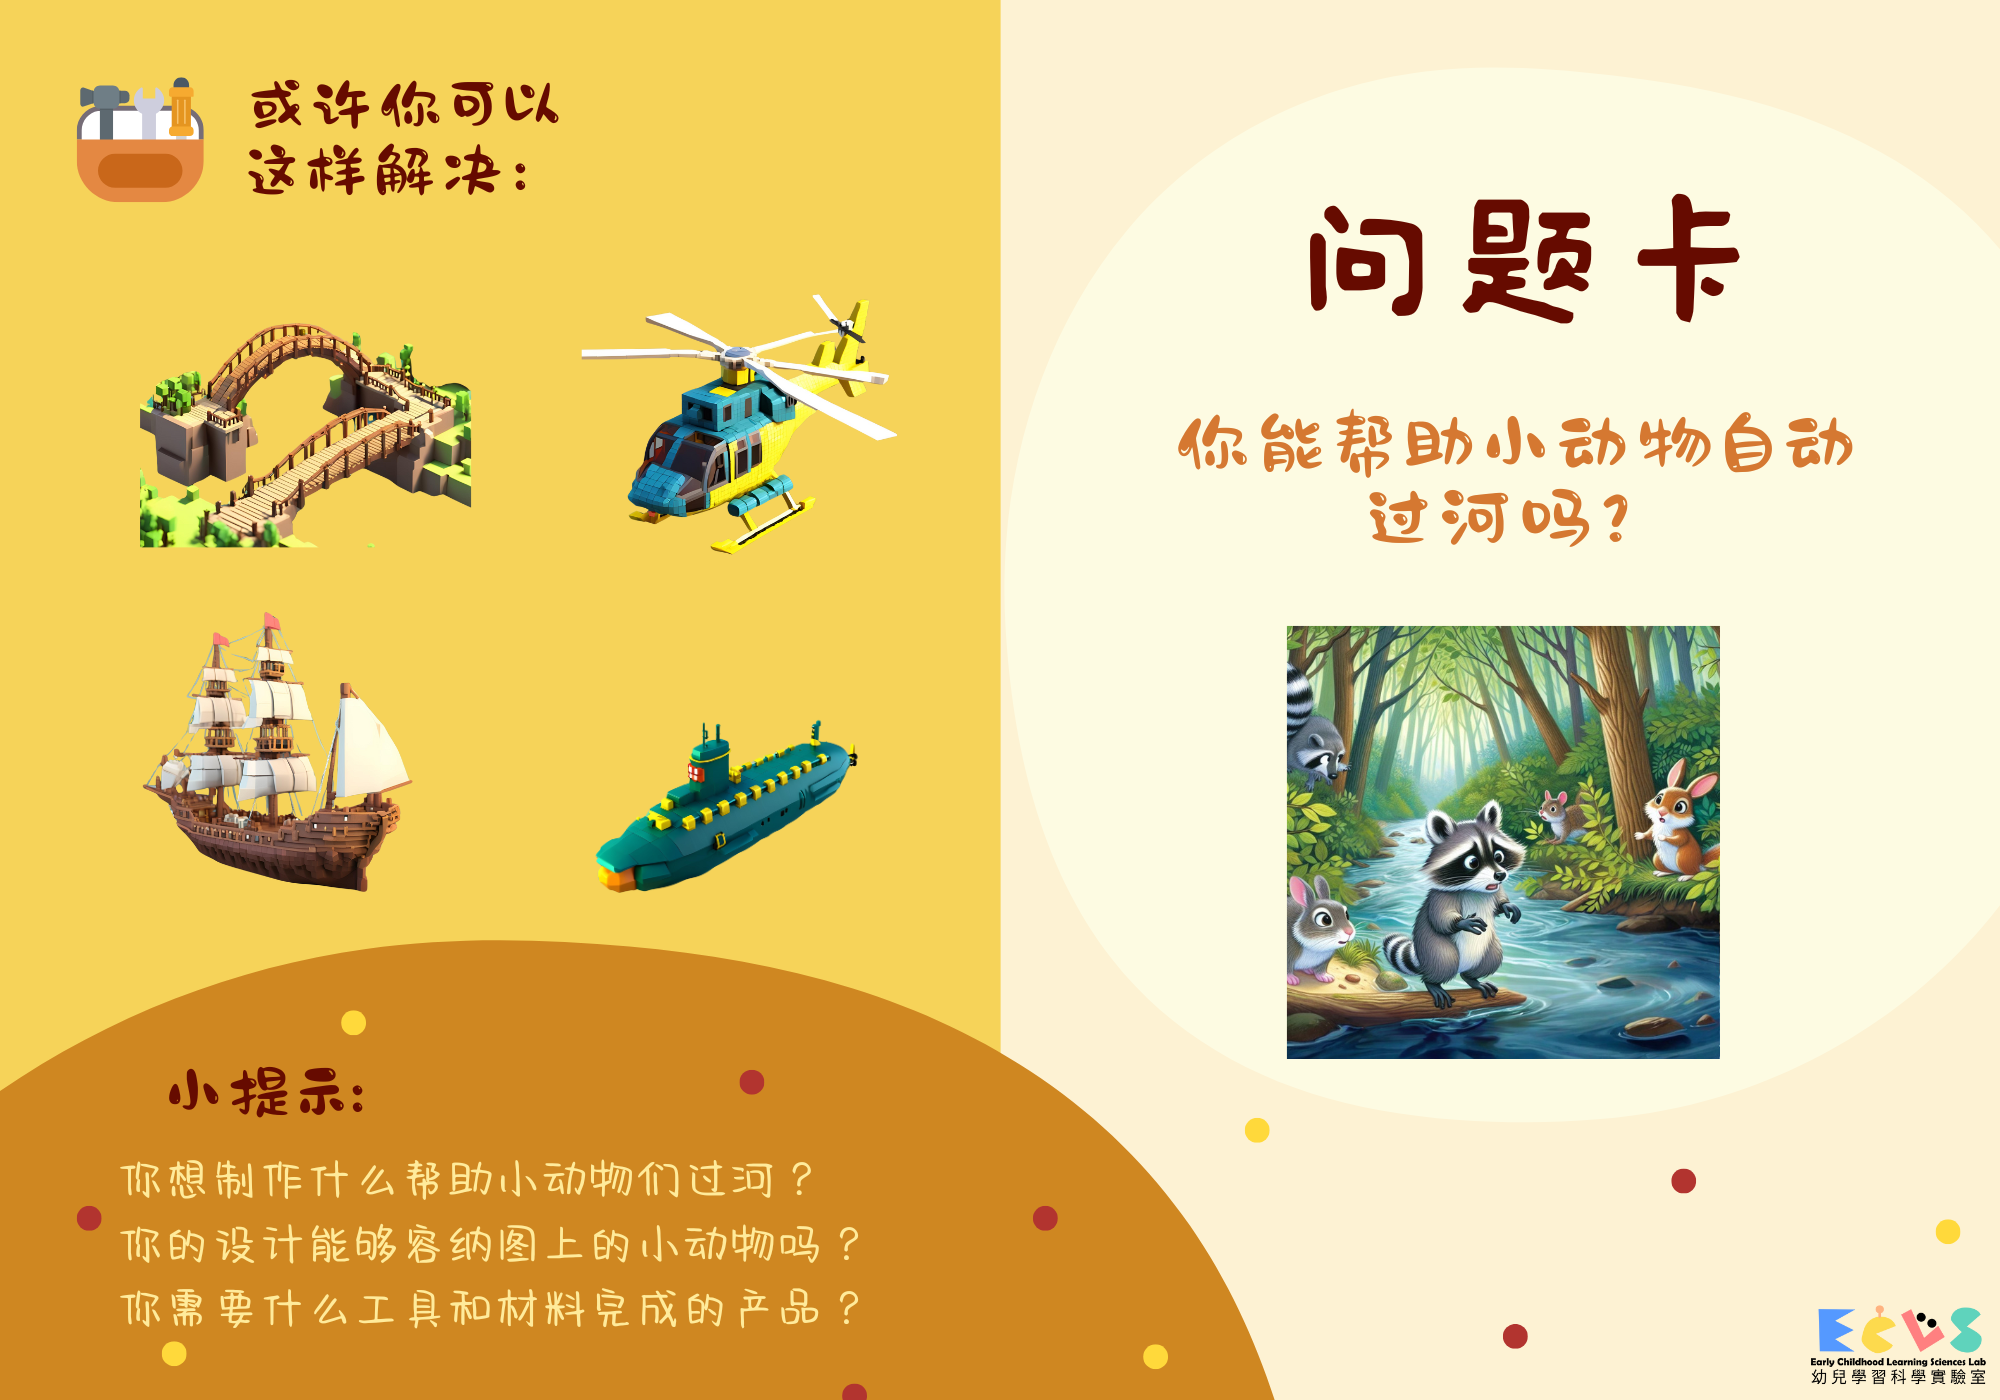 或许你可以
这样解决：
小提示：
你想制作什么帮助小动物们过河？
你的设计能够容纳图上的小动物吗？
你需要什么工具和材料完成的产品？
问题卡
你能帮助小动物自动
过河吗？
ECLS
Early Childhood Learning Sciences Lab
幼兒學習科學實驗室